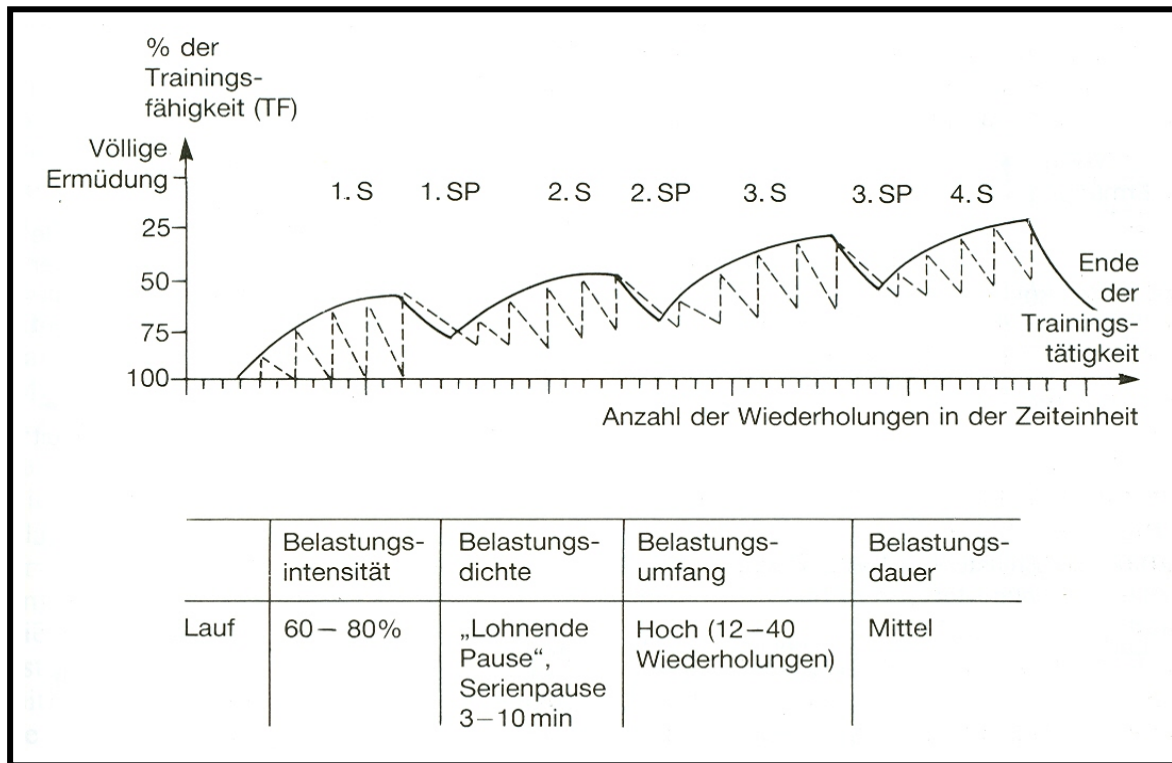 % der
Trainings-
fähigkeit (TF)
Völlige
Ermüdung
1. S 1. SP 2. S 2. SP 3. S 3. SP 4. S
25
50
75
100
Ende
der
Trainings-
tätigkeit
Anzahl der Wiederholungen in der Zeiteinheit
Belastungs- Belastungs- Belastungs- Belastungs-
intensität dichte umfang dauer
Lauf 60 – 80% „Lohnende Hoch (12–40 Mittel
Pause“, Wiederholungen)
Serienpause
3–10 min